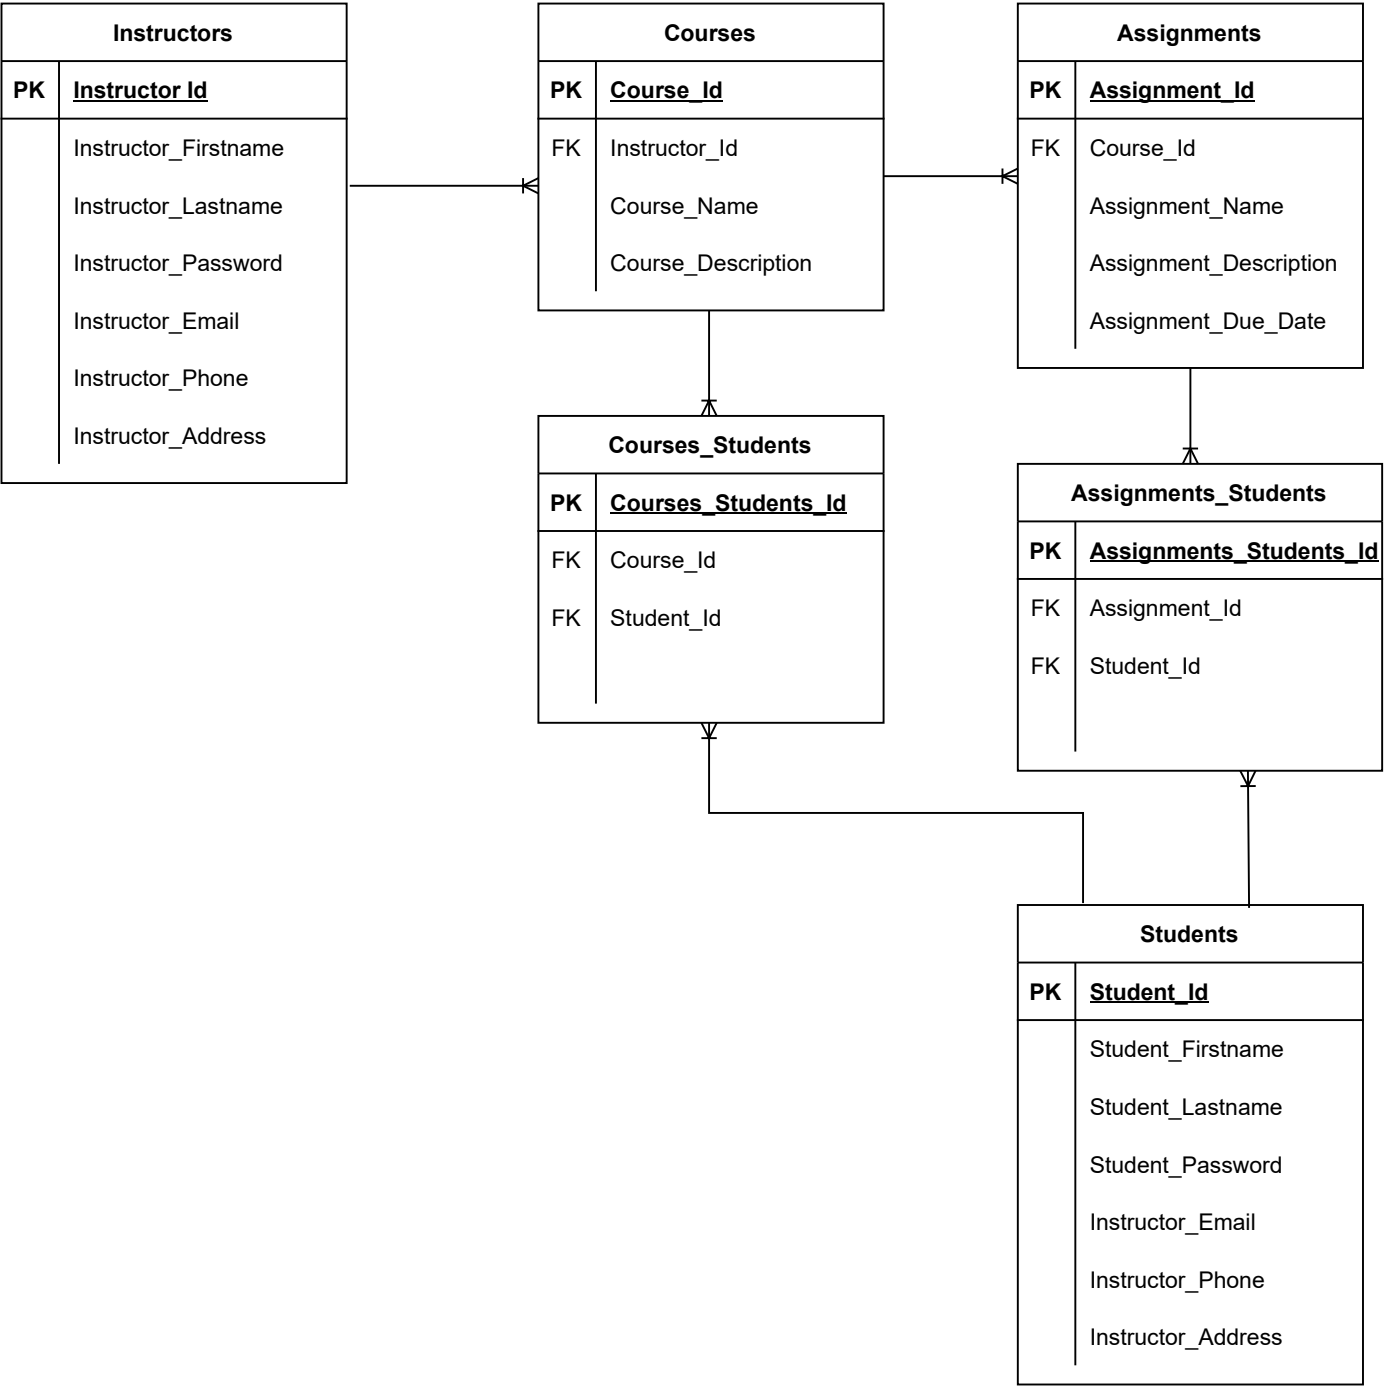 Instructors
PK Instructor Id
Instructor_Firstname
Instructor_Lastname
Instructor_Password
Instructor_Email
Instructor_Phone
Instructor_Address
Courses
PK Course_Id
FK Instructor_Id
Course_Name
Course_Description
Assignments
PK Assignment_Id
FK Course_Id
Assignment_Name
Assignment_Description
Assignment_Due_Date
Courses_Students
PK Courses_Students_Id
FK Course_Id
FK Student_Id
Assignments_Students
PK Assignments_Students_Id
FK Assignment_Id
FK Student_Id
Students
PK Student_Id
Student_Firstname
Student_Lastname
Student_Password
Instructor_Email
Instructor_Phone
Instructor_Address